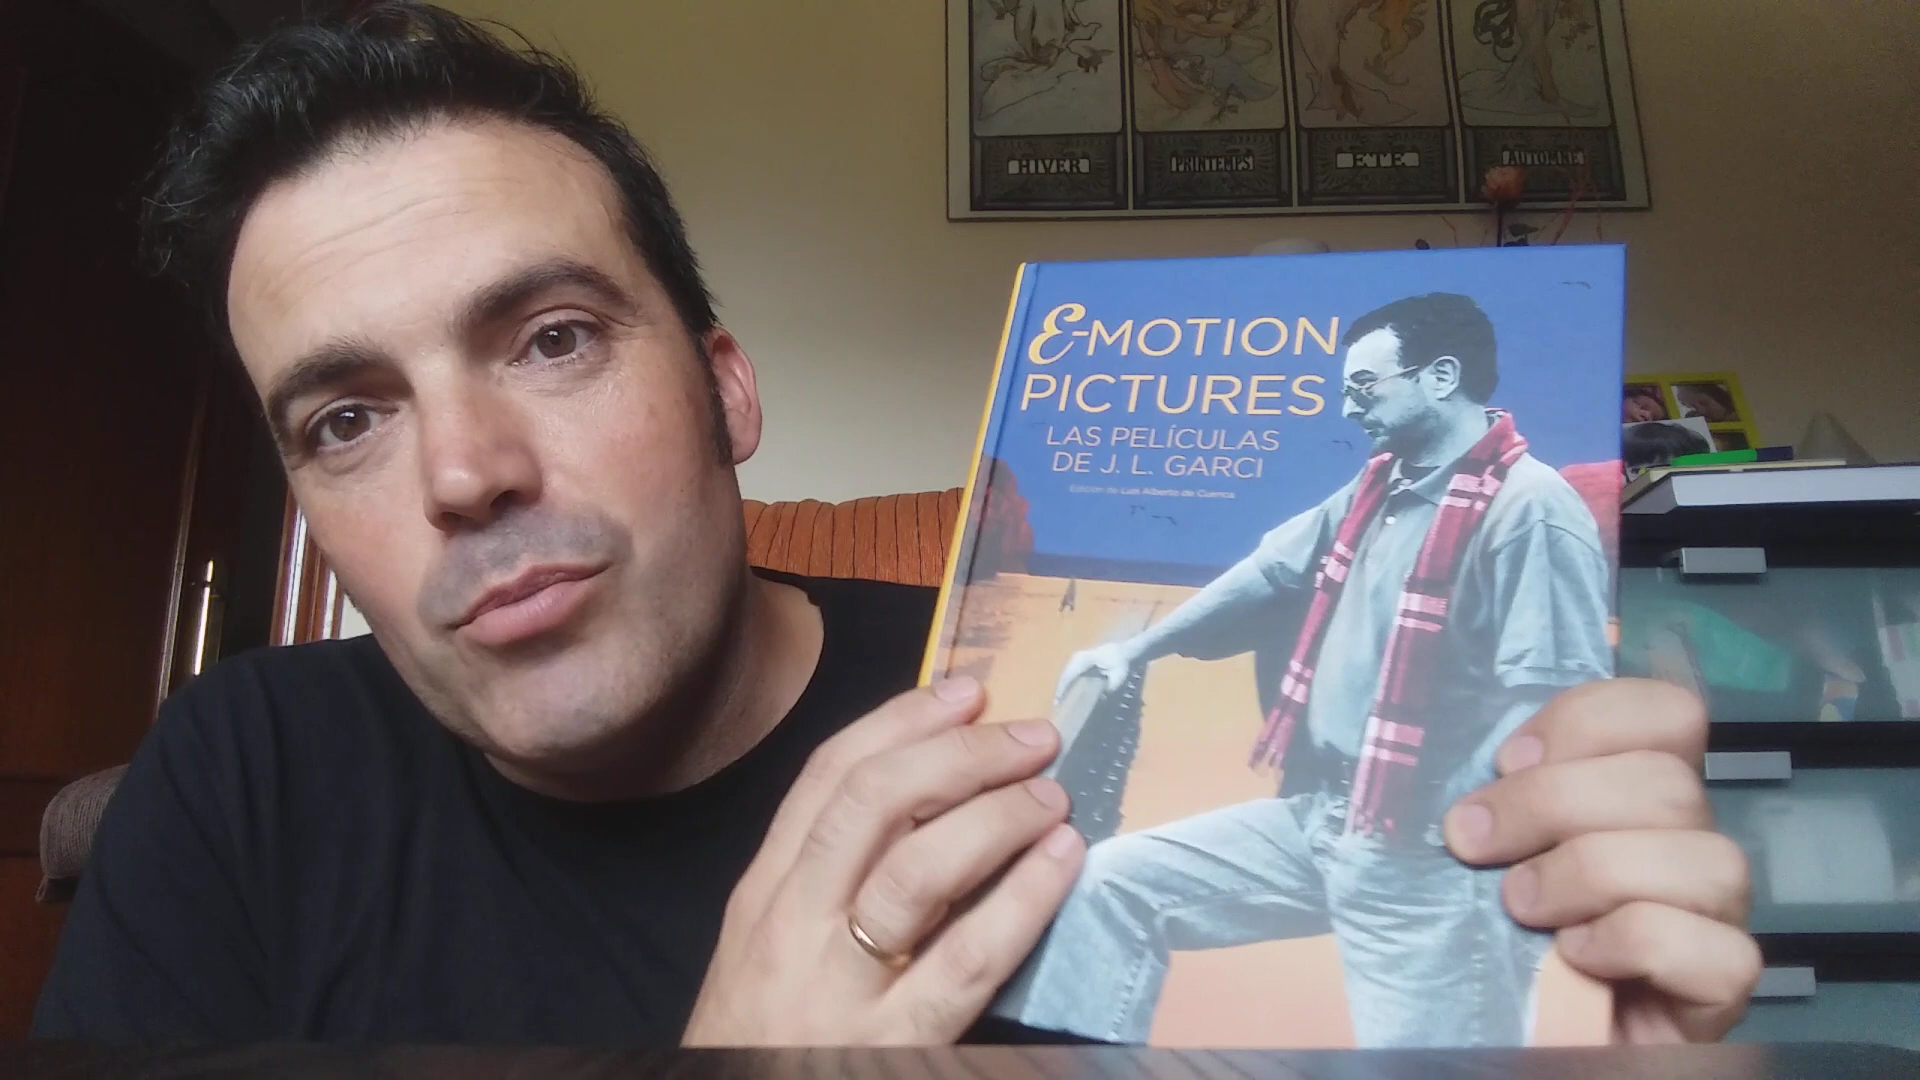 HIVER
PRINTEMPS
ETE
AUTOMNE
E-MOTION
PICTURES
LAS PELÍCULAS
DE J. L. GARCI
Edición de Luis Alberto de Cuenca